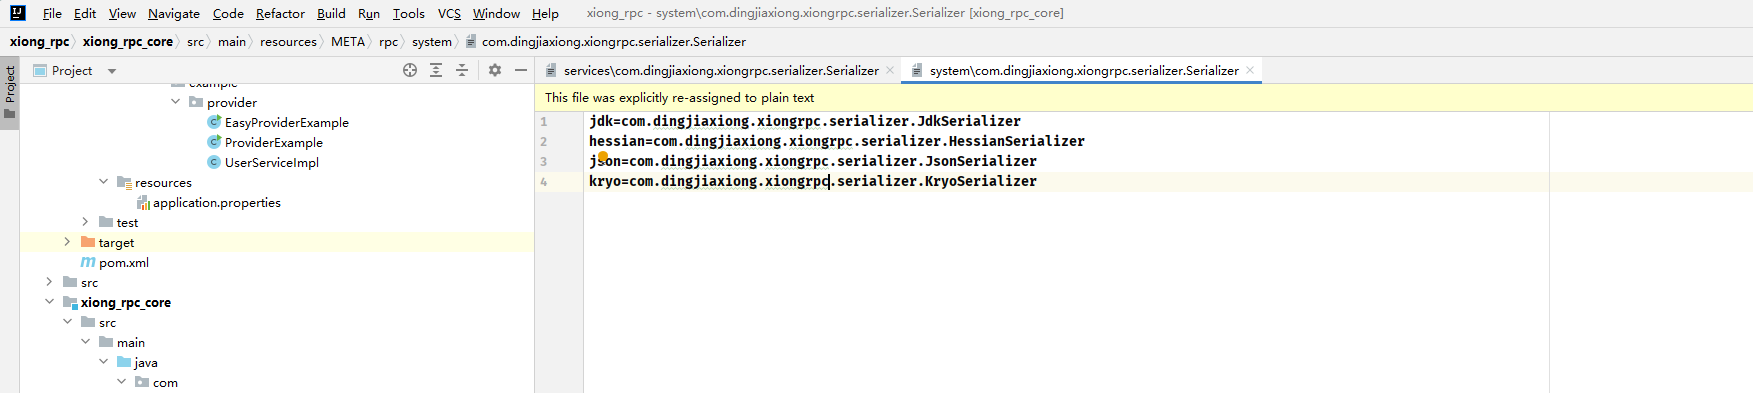 File Edit View Navigate Code Refactor Build Run Tools VCS Window Help xiong_rpc - system\com.dingjiaxiong.xiongrpc.serializer.Serializer [xiong_rpc_core]
xiong_rpc xiong_rpc_core src main resources META rpc system com.dingjiaxiong.xiongrpc.serializer.Serializer
Project
Project
services\com.dingjiaxiong.xiongrpc.serializer.Serializer
system\com.dingjiaxiong.xiongrpc.serializer.Serializer
example
provider
EasyProviderExample
ProviderExample
UserServiceImpl
resources
application.properties
test
target
pom.xml
src
xiong_rpc_core
src
main
java
com
This file was explicitly re-assigned to plain text
1 jdk=com.dingjiaxiong.xiongrpc.serializer.JdkSerializer
2 hessian=com.dingjiaxiong.xiongrpc.serializer.HessianSerializer
3 json=com.dingjiaxiong.xiongrpc.serializer.JsonSerializer
4 kryo=com.dingjiaxiong.xiongrpc.serializer.KryoSerializer